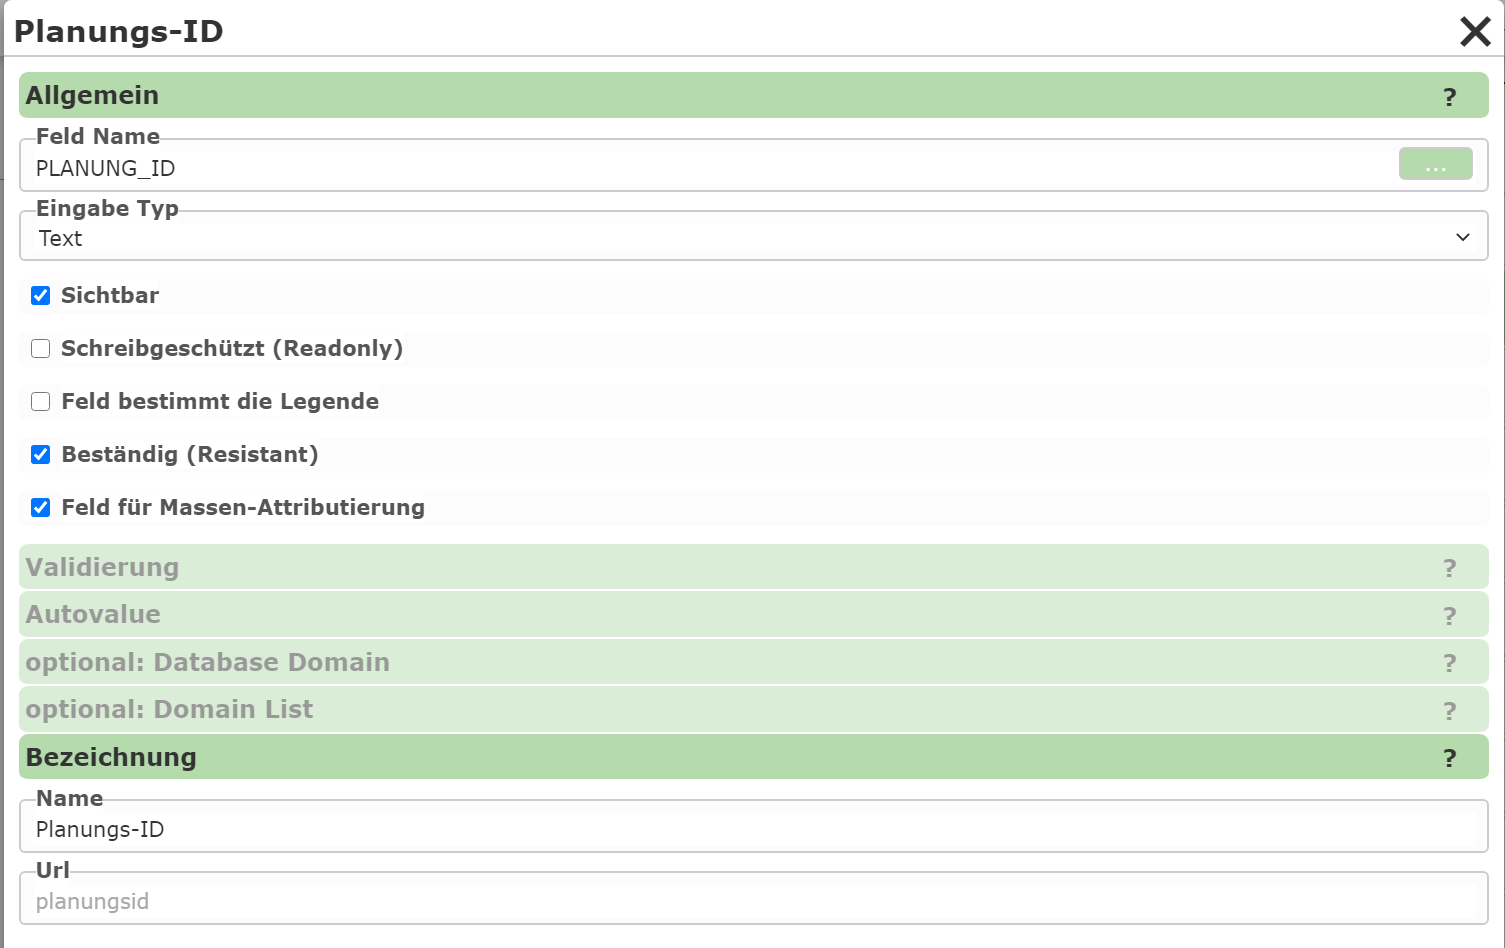 Planungs-ID
Allgemein ?
Feld Name
PLANUNG_ID ...
Eingabe Typ
Text
Sichtbar
Schreibgeschützt (Readonly)
Feld bestimmt die Legende
Beständig (Resistant)
Feld für Massen-Attributierung
Validierung ?
Autovalue ?
optional: Database Domain ?
optional: Domain List ?
Bezeichnung ?
Name
Planungs-ID
Url
planungsid